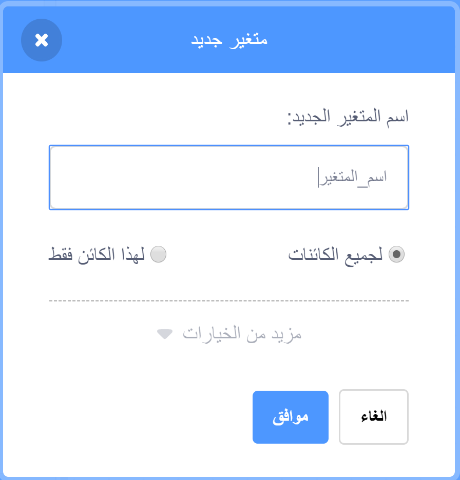 متغير جديد
اسم المتغير الجديد:
اسم_المتغير
لجميع الكائنات لهذا الكائن فقط
مزيد من الخيارات
الغاء موافق